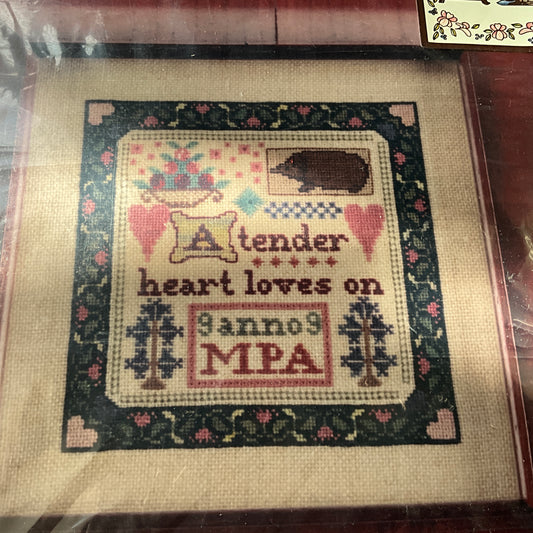 A tender
heart loves on
9anno9
MPA